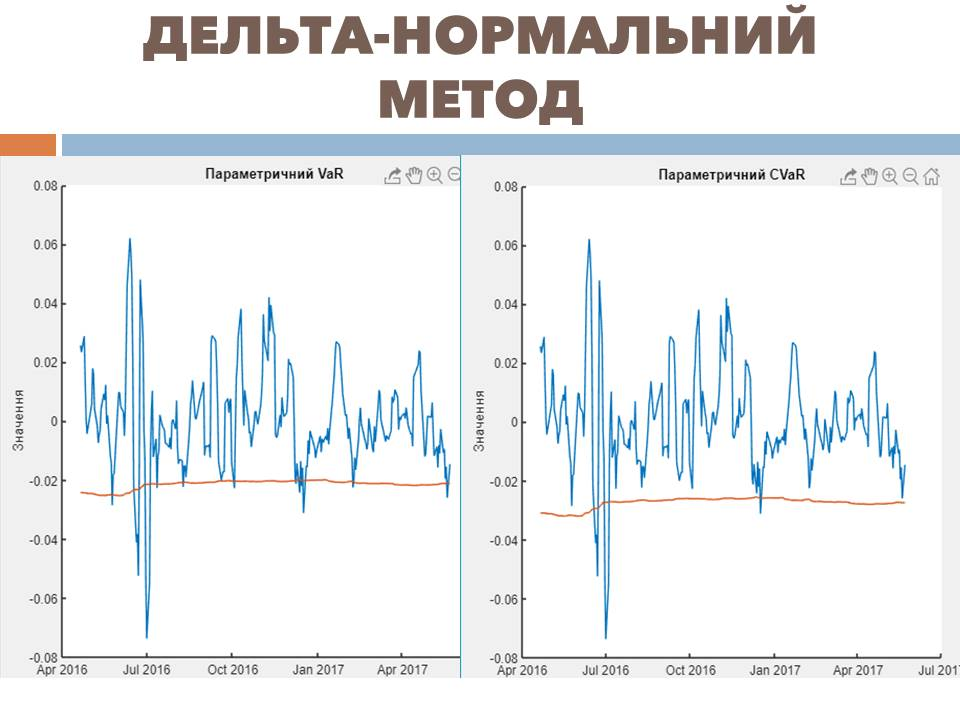 ДЕЛЬТА-НОРМАЛЬНИЙ
МЕТОД
Параметричний VaR
0.08
0.06
0.04
0.02
0
-0.02
-0.04
-0.06
-0.08
Значення
Apr 2016
Jul 2016
Oct 2016
Jan 2017
Apr 2017
Параметричний CVaR
0.08
0.06
0.04
0.02
0
-0.02
-0.04
-0.06
-0.08
Значення
Apr 2016
Jul 2016
Oct 2016
Jan 2017
Apr 2017
Jul 201